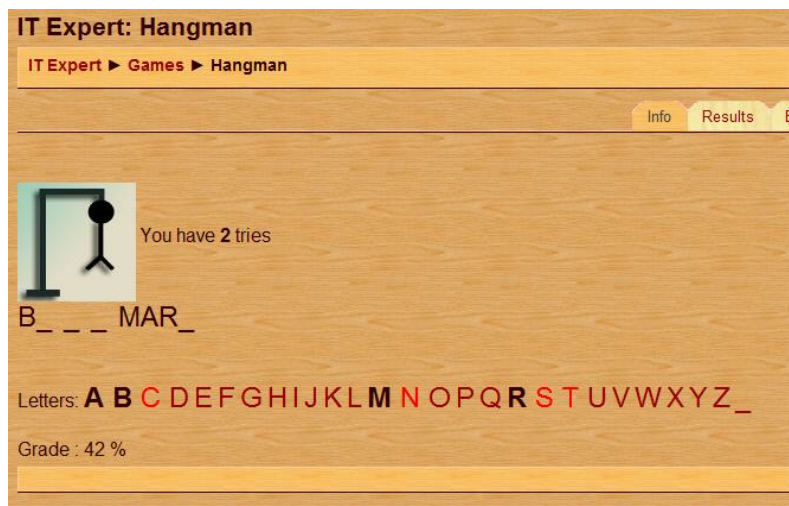 IT Expert: Hangman
IT Expert ► Games ► Hangman
Info Results
You have 2 tries
B_ _ _ MAR_
Letters: A B C D E F G H I J K L M N O P Q R S T U V W X Y Z _
Grade : 42 %